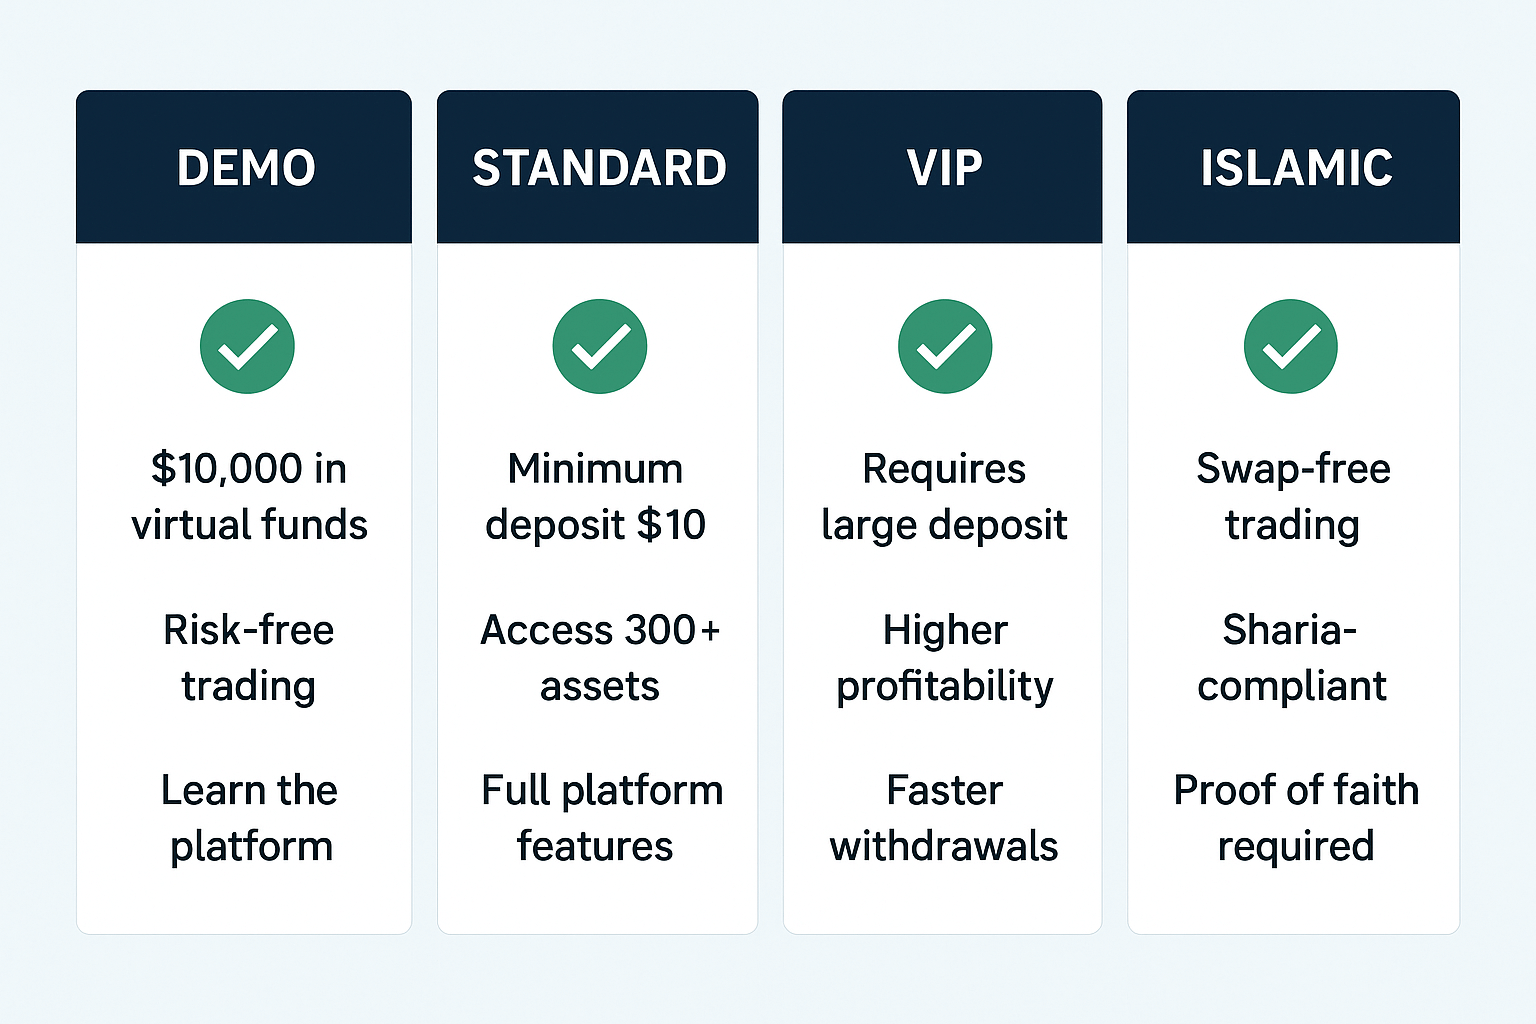 DEMO
$10,000 in
virtual funds
Risk-free
trading
Learn the
platform
STANDARD
Minimum
deposit $10
Access 300+
assets
Full platform
features
VIP
Requires
large deposit
Higher
profitability
Faster
withdrawals
ISLAMIC
Swap-free
trading
Sharia-
compliant
Proof of faith
required